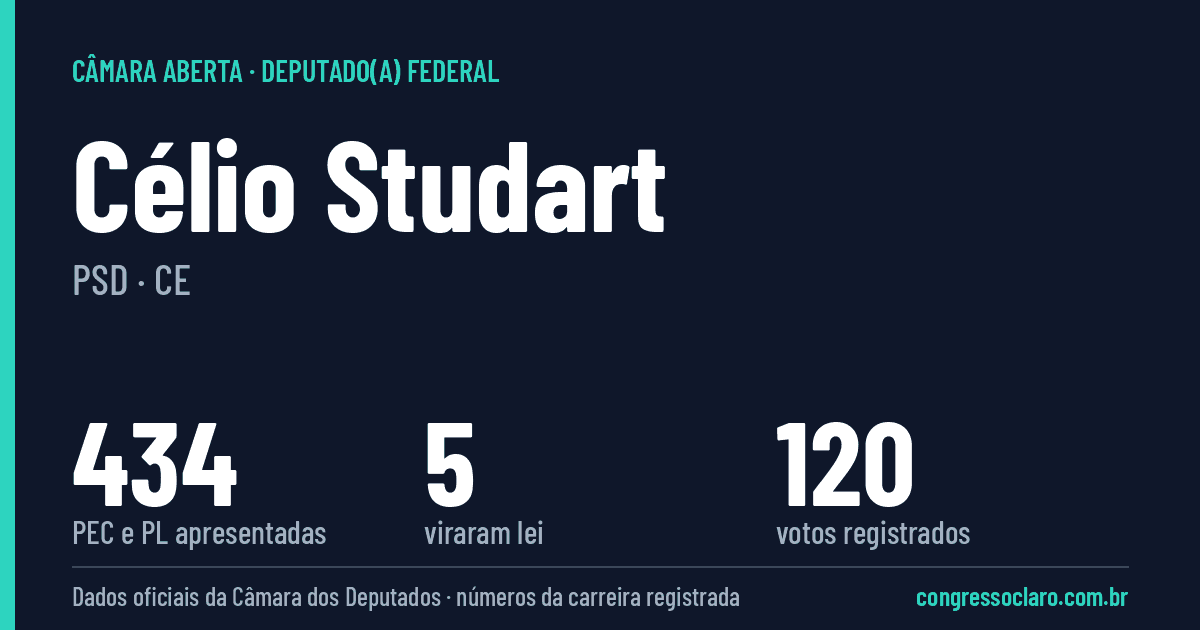 CÂMARA ABERTA · DEPUTADO(A) FEDERAL
Célio Studart
PSD · CE
434
PEC e PL apresentadas
5
viraram lei
120
votos registrados
Dados oficiais da Câmara dos Deputados · números da carreira registrada
congressoclaro.com.br